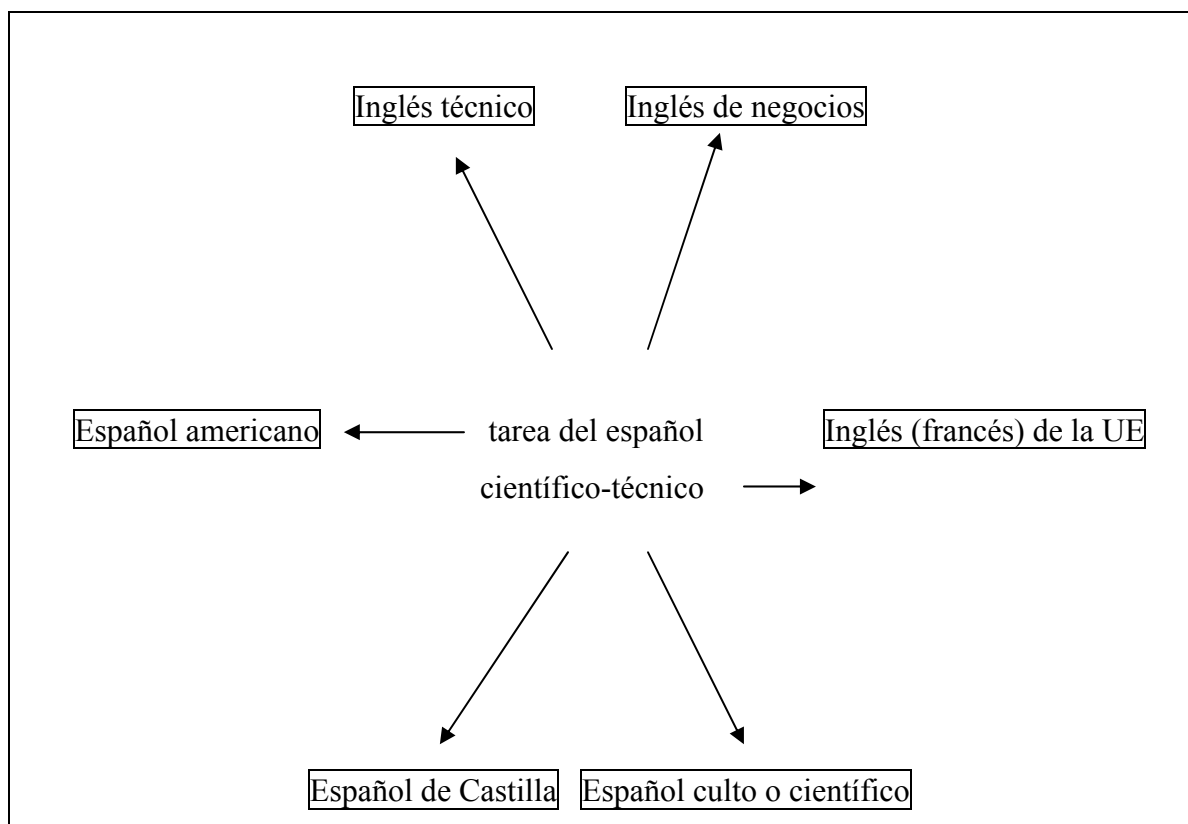 Inglés técnico
Inglés de negocios
Español americano
tarea del español
científico-técnico
Inglés (francés) de la UE
Español de Castilla
Español culto o científico